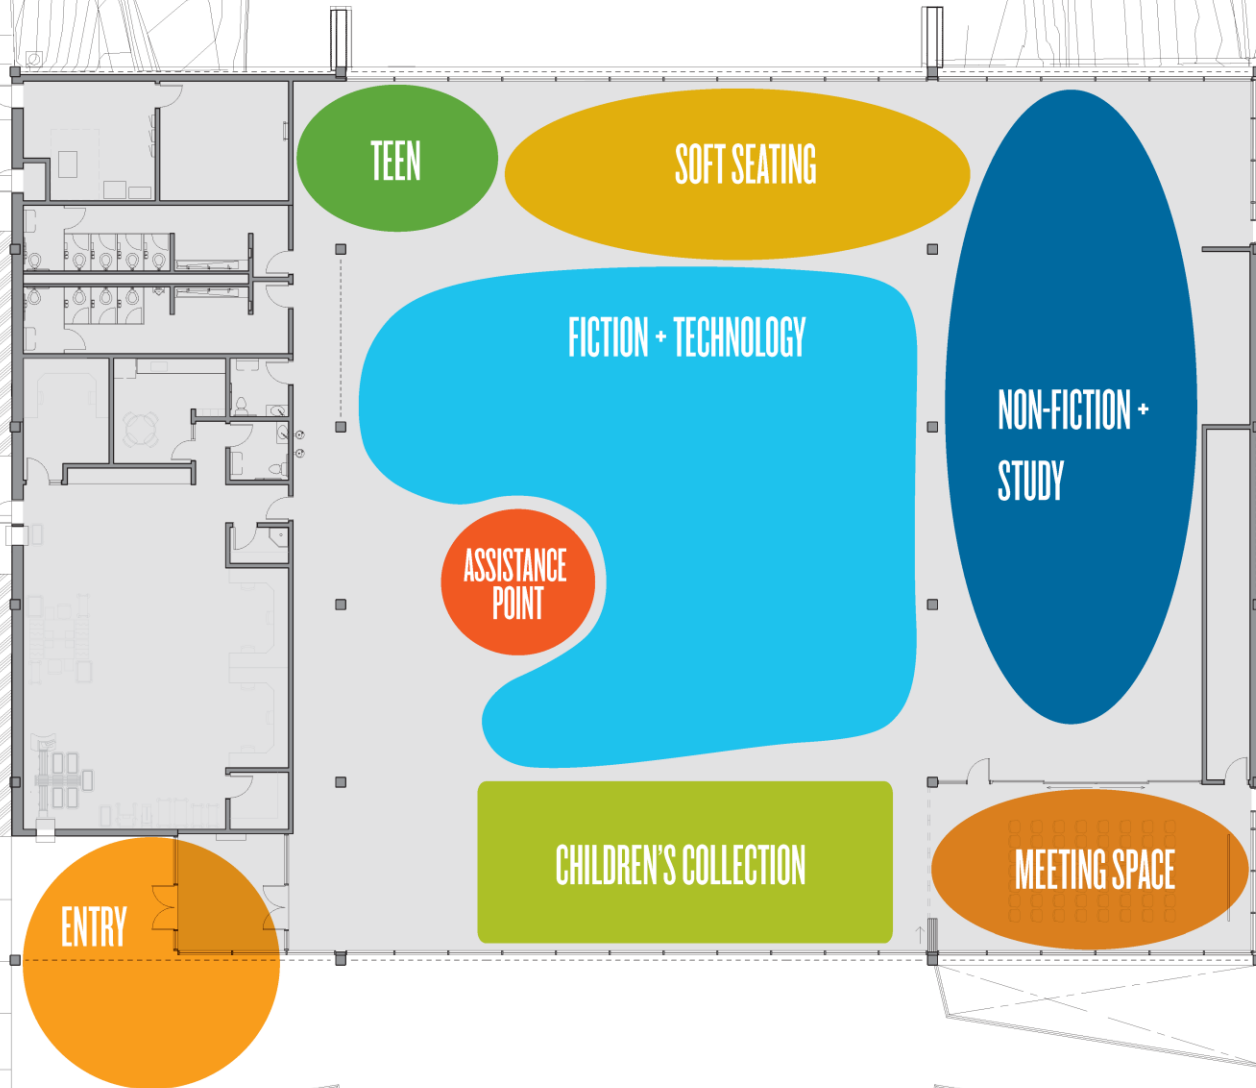 TEEN
SOFT SEATING
FICTION + TECHNOLOGY
NON-FICTION +
STUDY
ASSISTANCE
POINT
CHILDREN'S COLLECTION
MEETING SPACE
ENTRY